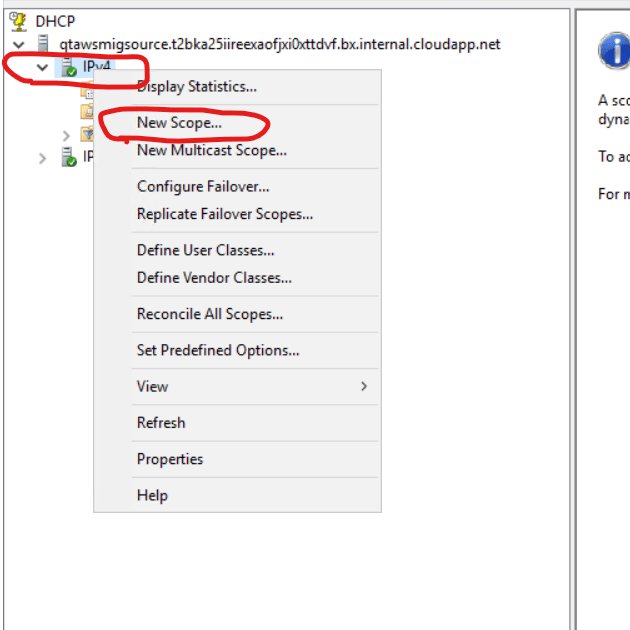 DHCP
qtawsmigsource.t2bka25iireexaofjxi0xttdvf.bx.internal.cloudapp.net
IPv4
Display Statistics...
New Scope...
New Multicast Scope...
IP
Configure Failover...
Replicate Failover Scopes...
Define User Classes...
Define Vendor Classes...
Reconcile All Scopes...
Set Predefined Options...
View
Refresh
Properties
Help
A sco
dyna
To ad
For m